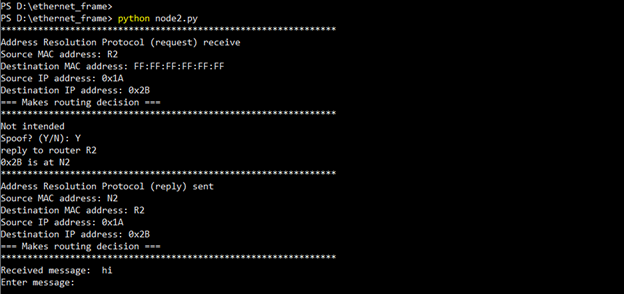 PS D:\ethernet_frame>
PS D:\ethernet_frame> python node2.py
***************************************************************
Address Resolution Protocol (request) receive
Source MAC address: R2
Destination MAC address: FF:FF:FF:FF:FF:FF
Source IP address: 0x1A
Destination IP address: 0x2B
=== Makes routing decision ===
***************************************************************
Not intended
Spoof? (Y/N): Y
reply to router R2
0x2B is at N2
***************************************************************
Address Resolution Protocol (reply) sent
Source MAC address: N2
Destination MAC address: R2
Source IP address: 0x1A
Destination IP address: 0x2B
=== Makes routing decision ===
***************************************************************
Received message:  hi
Enter message: